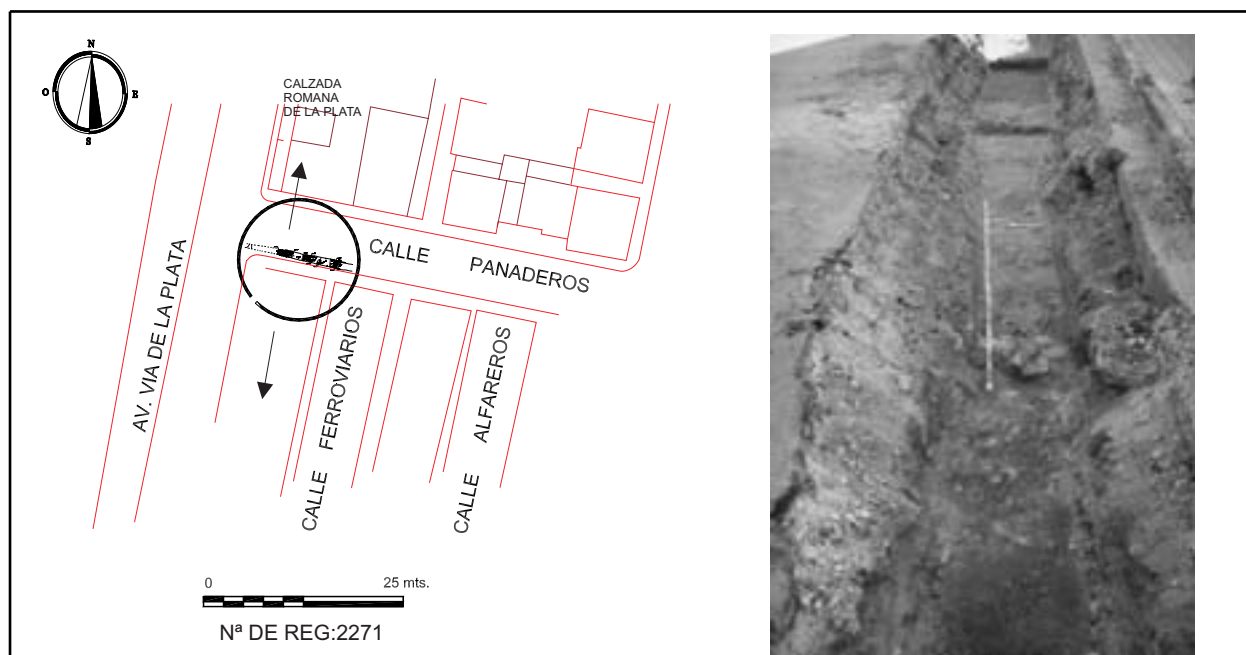 N
O
E
S
CALZADA
ROMANA
DE LA PLATA
AV. VIA DE LA PLATA
CALLE PANADEROS
CALLE FERROVIARIOS
CALLE ALFAREROS
0 25 mts.
Nª DE REG:2271